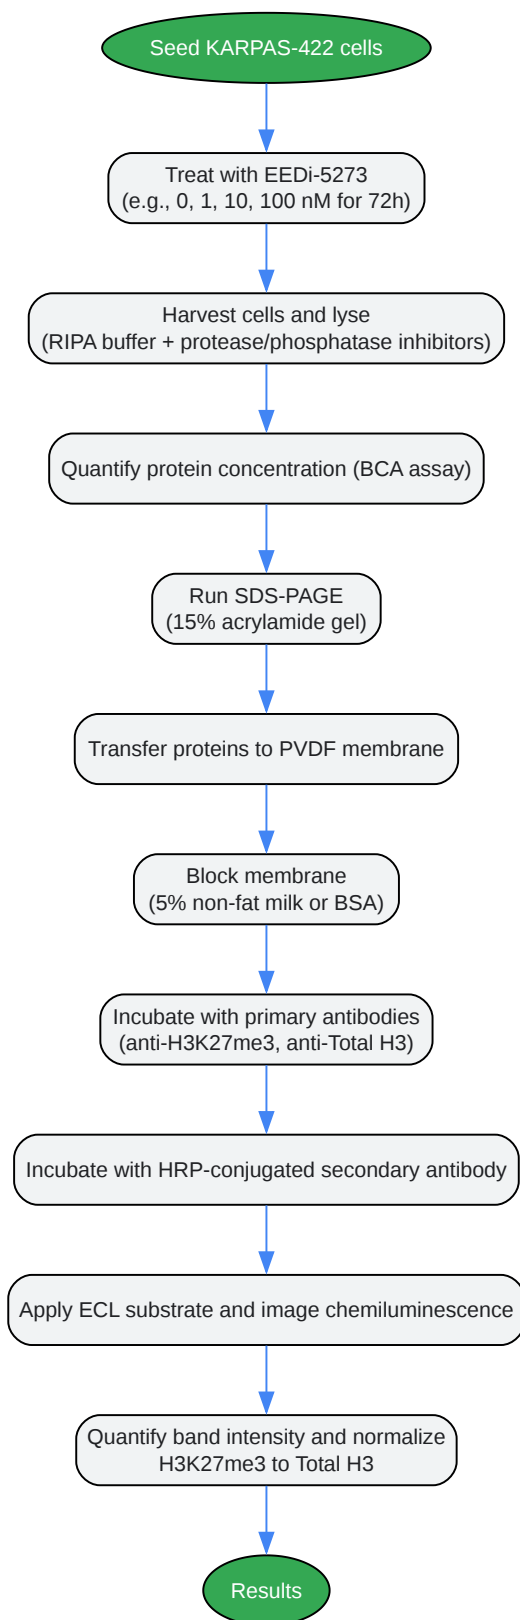 Seed KARPAS-422 cells
Treat with EEDi-5273
(e.g., 0, 1, 10, 100 nM for 72h)
Harvest cells and lyse
(RIPA buffer + protease/phosphatase inhibitors)
Quantify protein concentration (BCA assay)
Run SDS-PAGE
(15% acrylamide gel)
Transfer proteins to PVDF membrane
Block membrane
(5% non-fat milk or BSA)
Incubate with primary antibodies
(anti-H3K27me3, anti-Total H3)
Incubate with HRP-conjugated secondary antibody
Apply ECL substrate and image chemiluminescence
Quantify band intensity and normalize
H3K27me3 to Total H3
Results